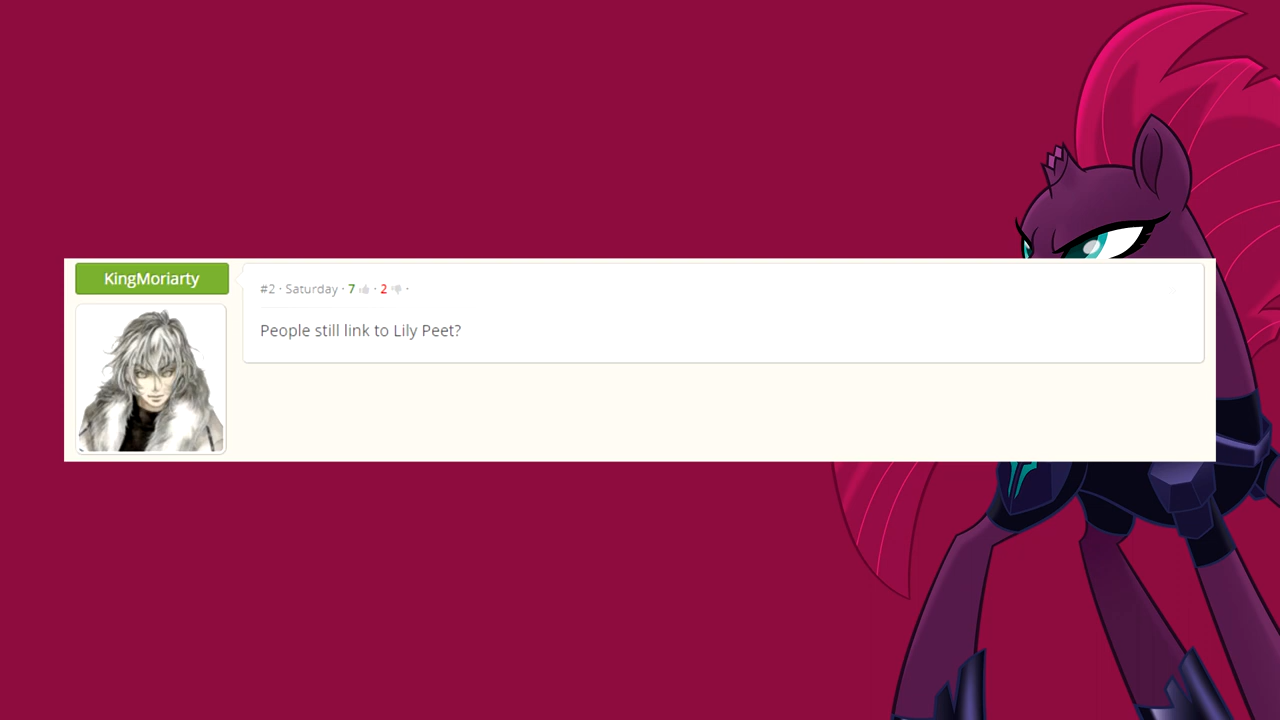 KingMoriarty
#2 · Saturday · 7 · 2 ·
People still link to Lily Peet?